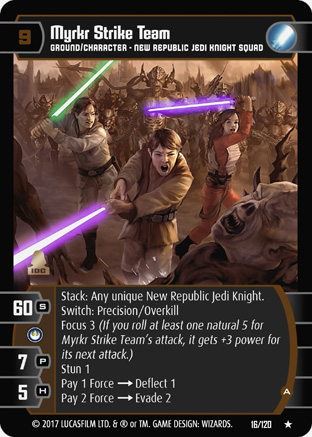 9
Myrkr Strike Team
GROUND/CHARACTER - NEW REPUBLIC JEDI KNIGHT SQUAD
IDC
60 S
7 P
5 H
Stack: Any unique New Republic Jedi Knight.
Switch: Precision/Overkill
Focus 3 (If you roll at least one natural 5 for
Myrkr Strike Team's attack, it gets +3 power for
its next attack.)
Stun 1
Pay 1 Force → Deflect 1
Pay 2 Force → Evade 2
A
© 2017 LUCASFILM LTD. & ® or TM. GAME DESIGN: WIZARDS. 16/120 ★